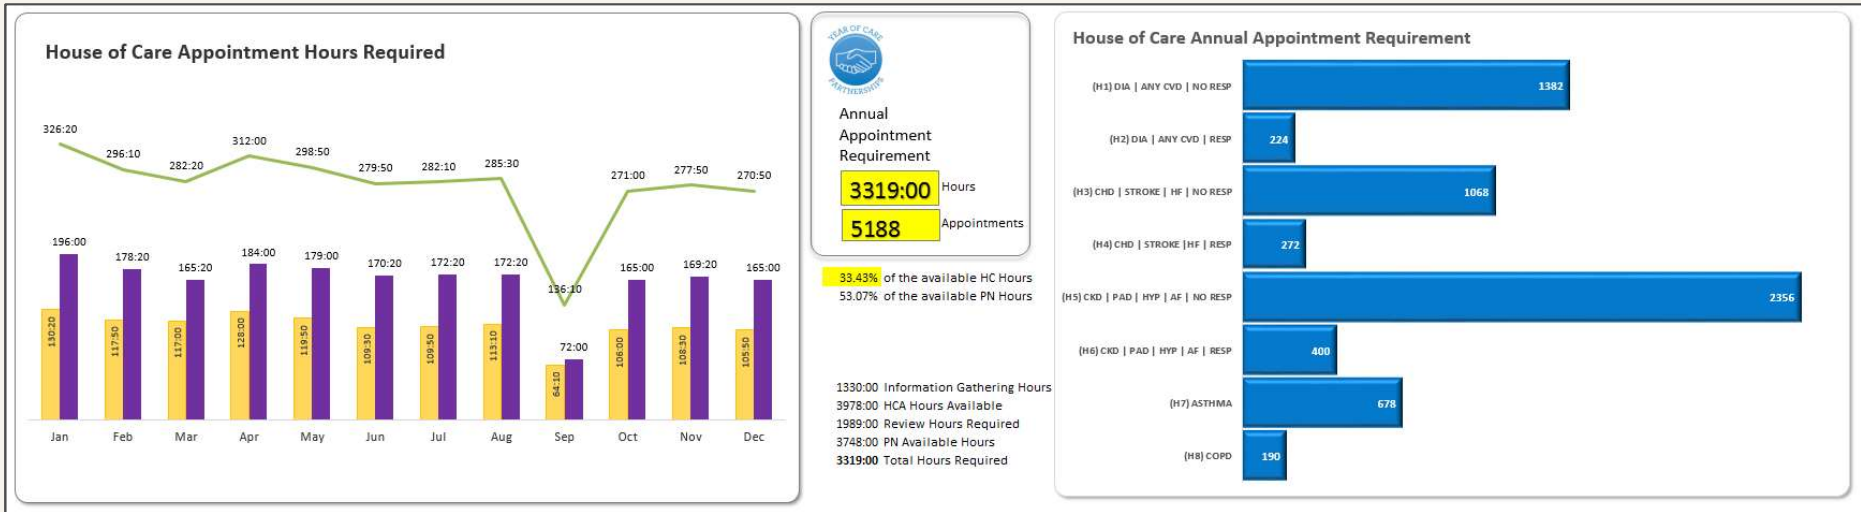 House of Care Appointment Hours Required
326:20
296:10
282:20
312:00
298:50
279:50
282:10
285:30
136:10
271:00
277:50
270:50
196:00
178:20
165:20
184:00
179:00
170:20
172:20
172:20
72:00
165:00
169:20
165:00
130:20
117:50
117:00
128:00
119:50
109:30
109:50
113:10
64:10
106:00
108:30
105:50
Jan Feb Mar Apr May Jun Jul Aug Sep Oct Nov Dec
YEAR OF CARE
PARTNERSHIPS
Annual
Appointment
Requirement
3319:00 Hours
5188 Appointments
33.43% of the available HC Hours
53.07% of the available PN Hours
1330:00 Information Gathering Hours
3978:00 HCA Hours Available
1989:00 Review Hours Required
3748:00 PN Available Hours
3319:00 Total Hours Required
House of Care Annual Appointment Requirement
(H1) DIA | ANY CVD | NO RESP 1382
(H2) DIA | ANY CVD | RESP 224
(H3) CHD | STROKE | HF | NO RESP 1068
(H4) CHD | STROKE |HF | RESP 272
(H5) CKD | PAD | HYP | AF | NO RESP 2356
(H6) CKD | PAD | HYP | AF | RESP 400
(H7) ASTHMA 678
(H8) COPD 190